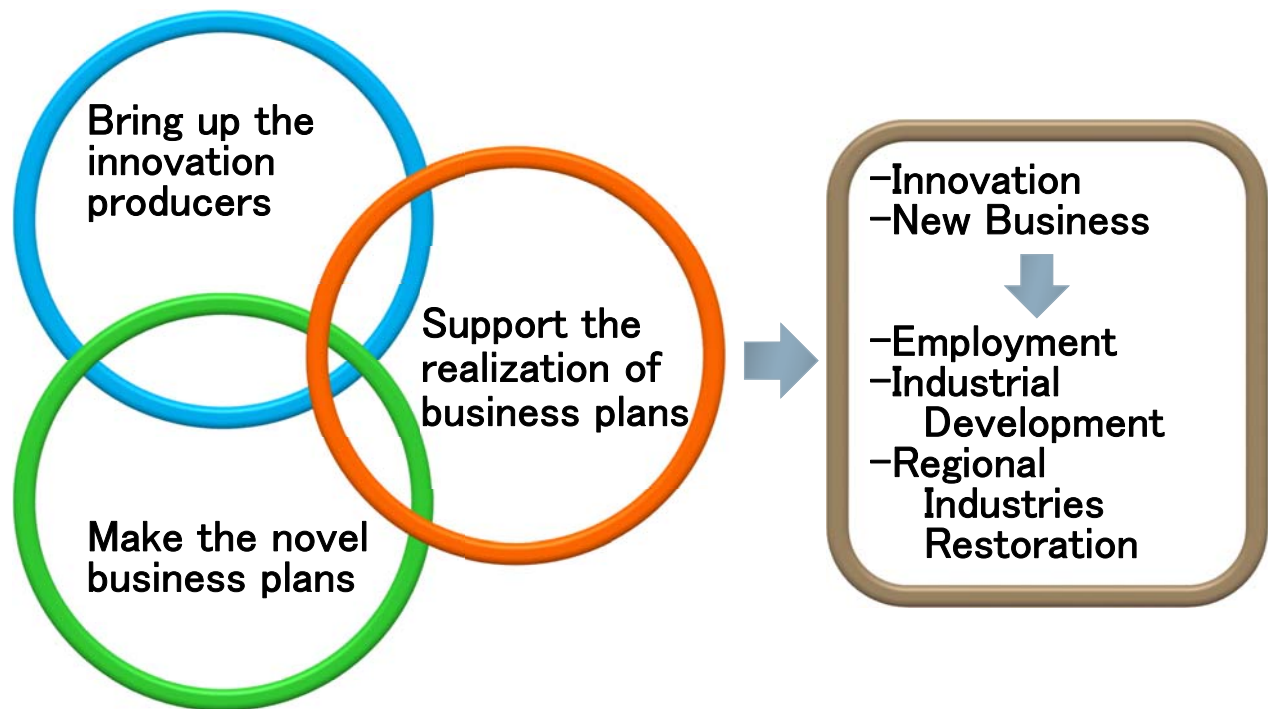 Bring up the
innovation
producers
Support the
realization of
business plans
Make the novel
business plans
-Innovation
-New Business
-Employment
-Industrial
Development
-Regional
Industries
Restoration